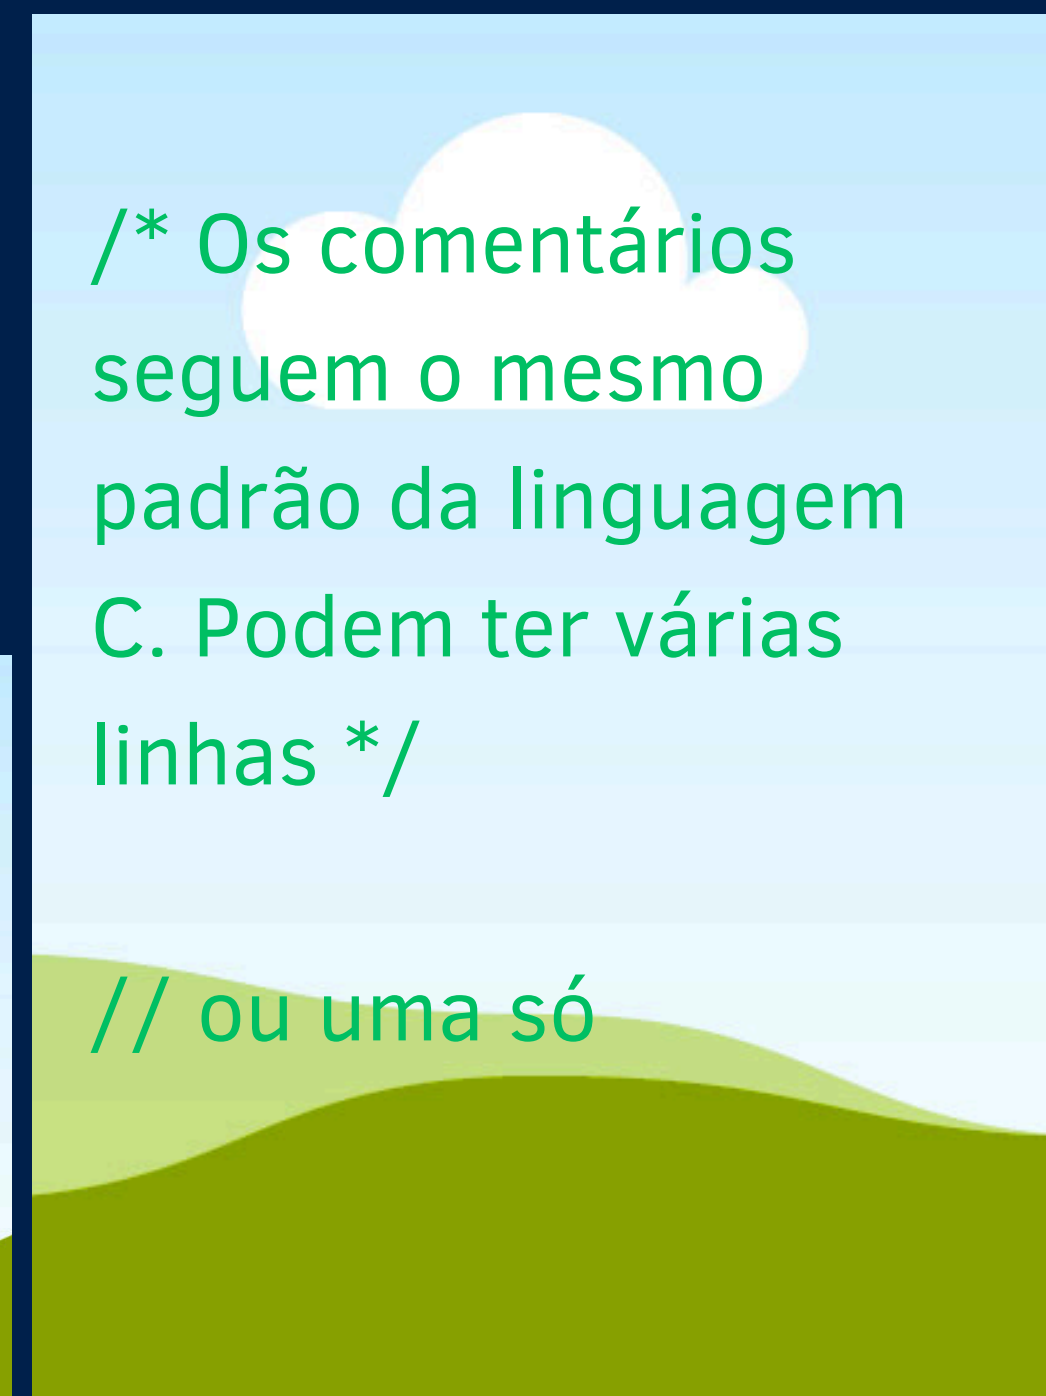 /* Os comentários
seguem o mesmo
padrão da linguagem
C. Podem ter várias
linhas */
// ou uma só